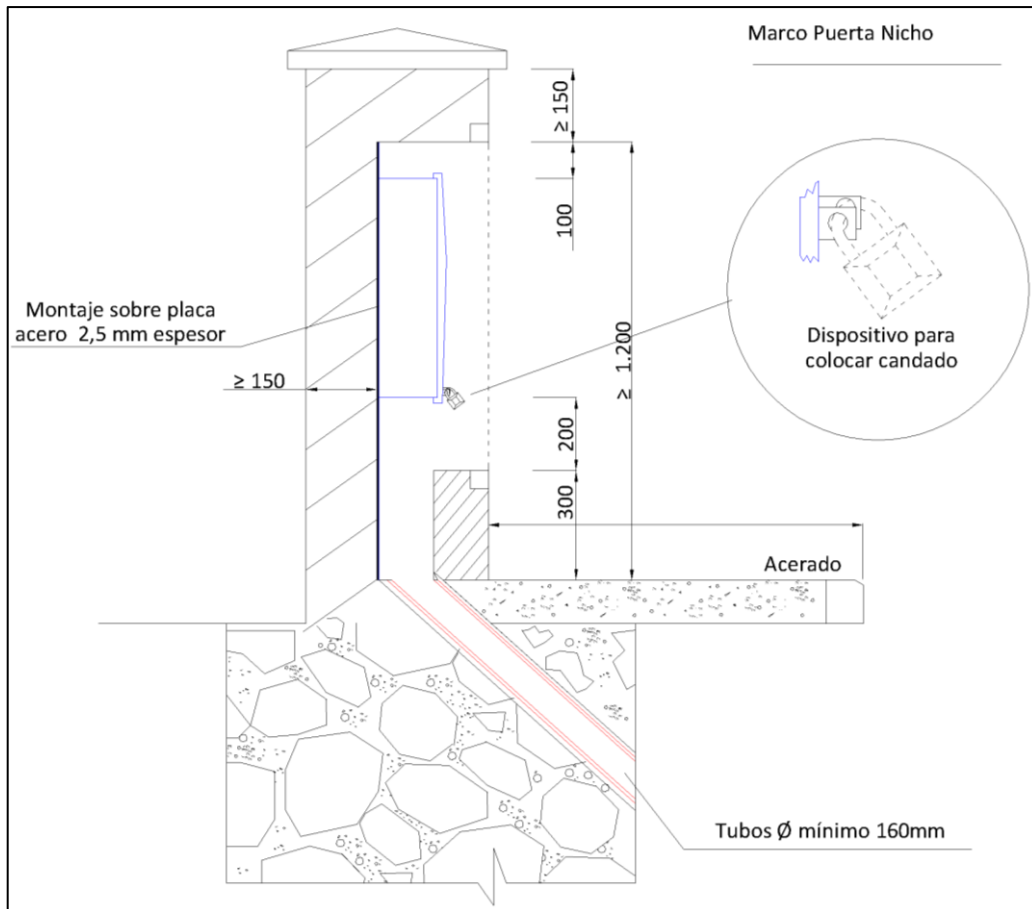 Marco Puerta Nicho
≥ 150
100
Montaje sobre placa
acero 2,5 mm espesor
Dispositivo para
colocar candado
≥ 150
≥ 1.200
200
300
Acerado
Tubos Ø mínimo 160mm